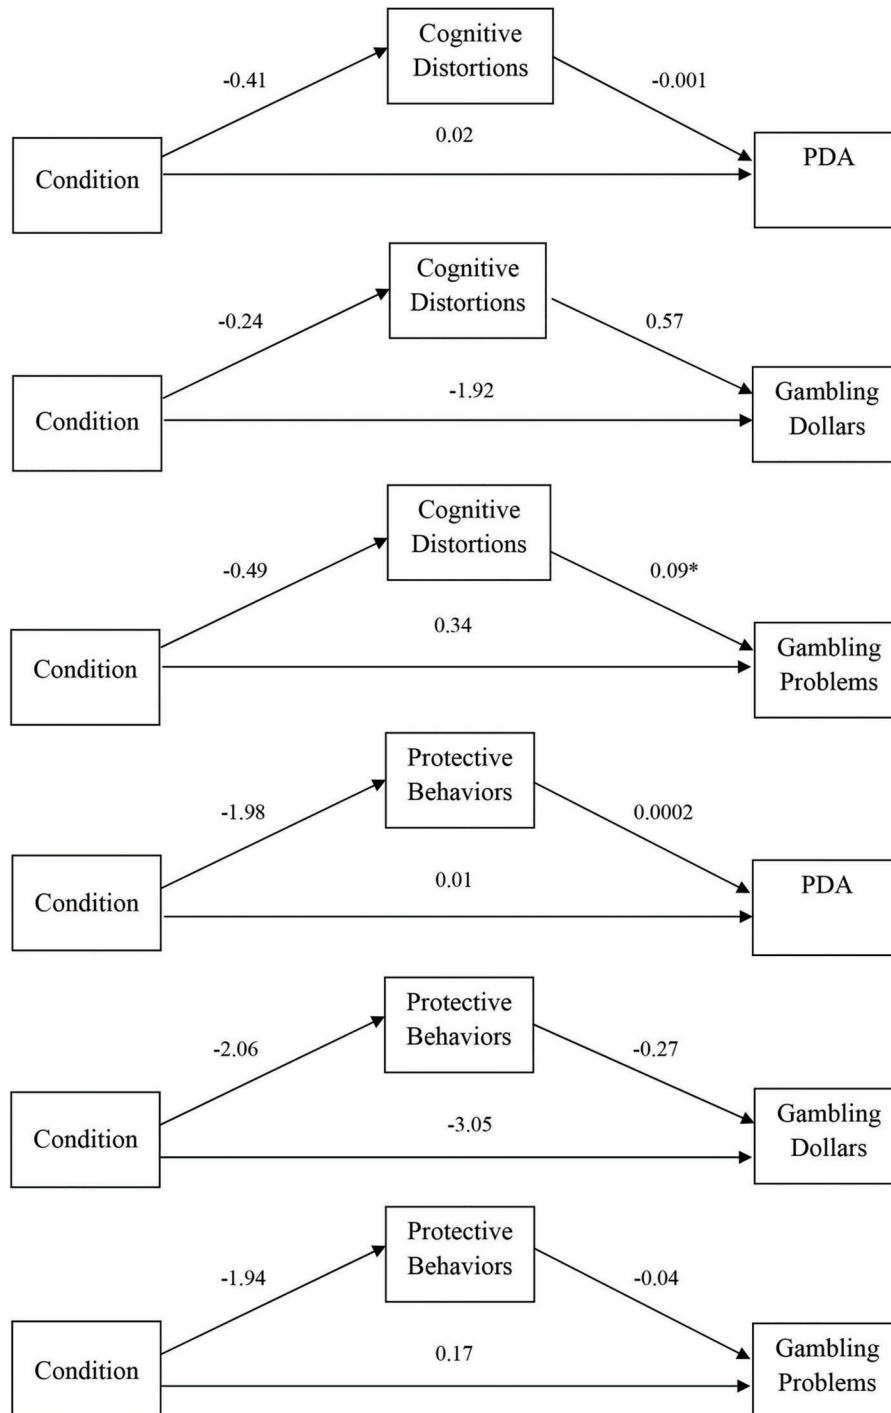 Cognitive
Distortions
-0.41
-0.001
0.02
Condition
PDA
Cognitive
Distortions
-0.24
0.57
-1.92
Condition
Gambling
Dollars
Cognitive
Distortions
-0.49
0.09*
0.34
Condition
Gambling
Problems
Protective
Behaviors
-1.98
0.0002
0.01
Condition
PDA
Protective
Behaviors
-2.06
-0.27
-3.05
Condition
Gambling
Dollars
Protective
Behaviors
-1.94
-0.04
0.17
Condition
Gambling
Problems